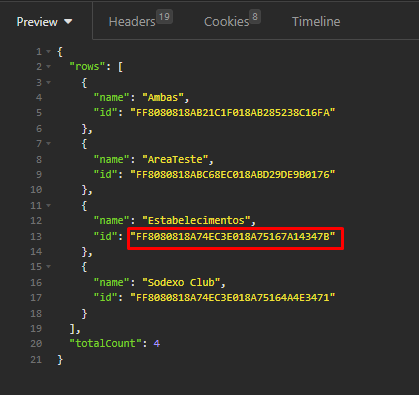 Preview Headers 19 Cookies 8 Timeline
1 {
2 "rows": [
3 {
4 "name": "Ambas",
5 "id": "FF8080818AB21C1F018AB285238C16FA"
6 },
7 {
8 "name": "AreaTeste",
9 "id": "FF8080818ABC68EC018ABD29DE9B0176"
10 },
11 {
12 "name": "Estabelecimentos",
13 "id": "FF8080818A74EC3E018A75167A14347B"
14 },
15 {
16 "name": "Sodexo Club",
17 "id": "FF8080818A74EC3E018A75164A4E3471"
18 }
19 ],
20 "totalCount": 4
21 }